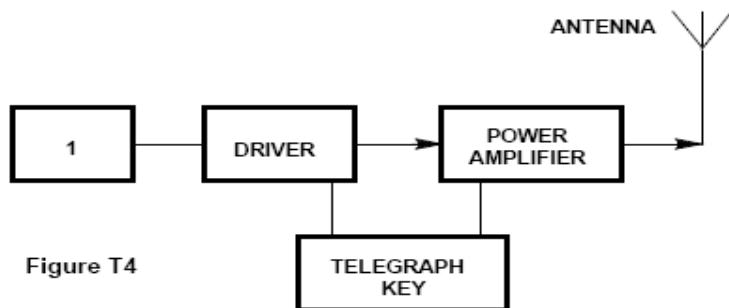 ANTENNA
1
DRIVER
POWER
AMPLIFIER
TELEGRAPH
KEY
Figure T4